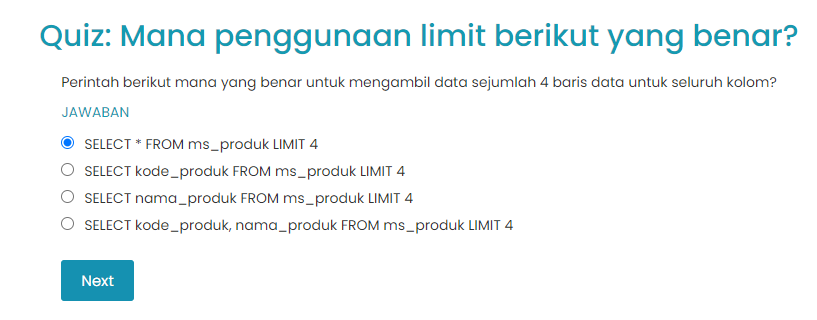 Quiz: Mana penggunaan limit berikut yang benar?
Perintah berikut mana yang benar untuk mengambil data sejumlah 4 baris data untuk seluruh kolom?
JAWABAN
SELECT * FROM ms_produk LIMIT 4
SELECT kode_produk FROM ms_produk LIMIT 4
SELECT nama_produk FROM ms_produk LIMIT 4
SELECT kode_produk, nama_produk FROM ms_produk LIMIT 4
Next